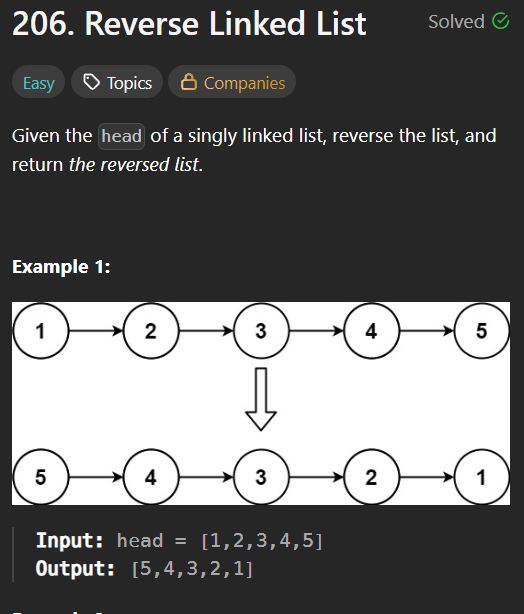 206. Reverse Linked List Solved
Easy Topics Companies
Given the head of a singly linked list, reverse the list, and
return the reversed list.
Example 1:
1 2 3 4 5
5 4 3 2 1
Input: head = [1,2,3,4,5]
Output: [5,4,3,2,1]